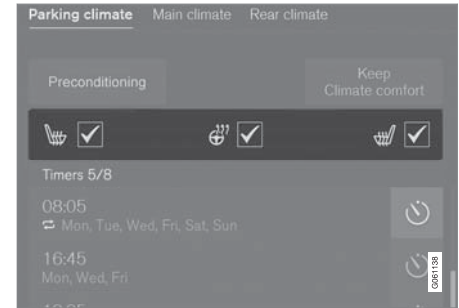 Parking climate Main climate Rear climate
Preconditioning
Keep
Climate comfort
Timers 5/8
08:05
Mon, Tue, Wed, Fri, Sat, Sun
16:45
Mon, Wed, Fri
G061138